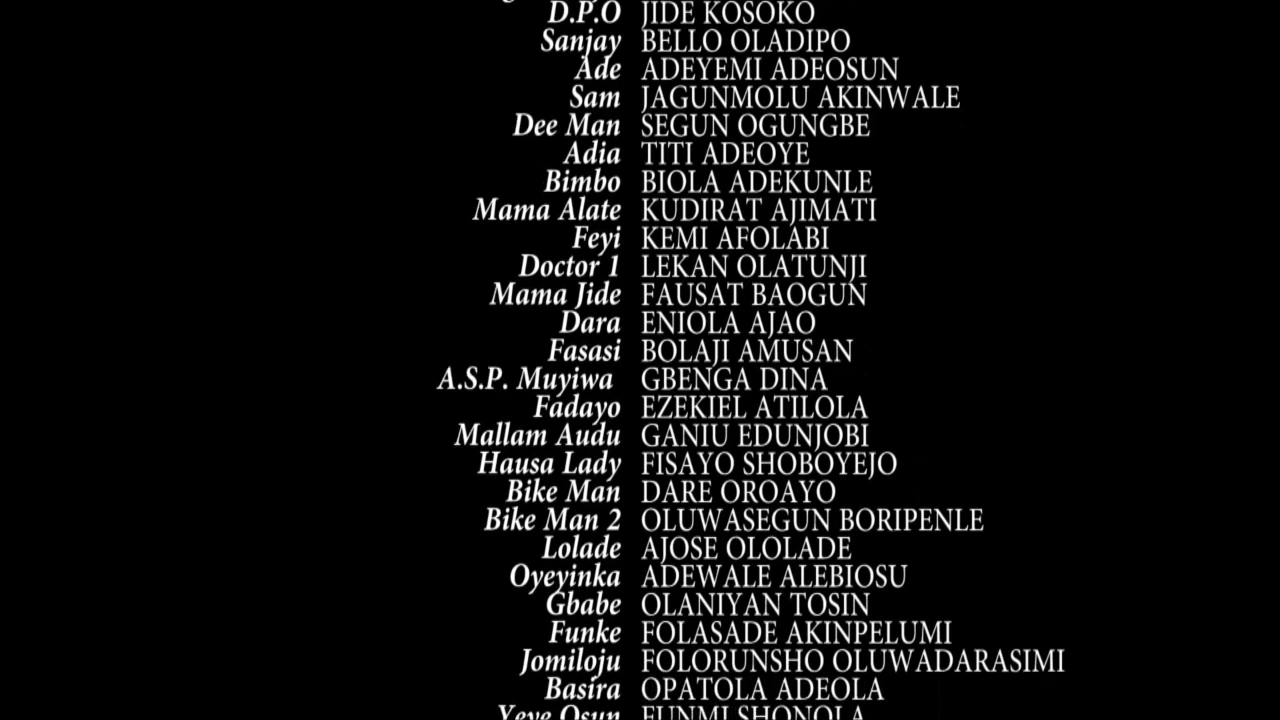 D.P.O JIDE KOSOKO
Sanjay BELLO OLADIPO
Ade ADEYEMI ADEOSUN
Sam JAGUNMOLU AKINWALE
Dee Man SEGUN OGUNGBE
Adia TITI ADEOYE
Bimbo BIOLA ADEKUNLE
Mama Alate KUDIRAT AJIMATI
Feyi KEMI AFOLABI
Doctor 1 LEKAN OLATUNJI
Mama Jide FAUSAT BAOGUN
Dara ENIOLA AJAO
Fasasi BOLAJI AMUSAN
A.S.P. Muyiwa GBENGA DINA
Fadayo EZEKIEL ATILOLA
Mallam Audu GANIU EDUNJOBI
Hausa Lady FISAYO SHOBOYEJO
Bike Man DARE OROAYO
Bike Man 2 OLUWASEGUN BORIPENLE
Lolade AJOSE OLOLADE
Oyeyinka ADEWALE ALEBIOSU
Gbabe OLANIYAN TOSIN
Funke FOLASADE AKINPELUMI
Jomiloju FOLORUNSHO OLUWADARASIMI
Basira OPATOLA ADEOLA
Yeye Osun FUNMI SHONOLA